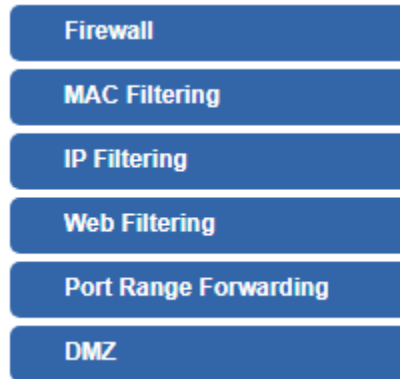 Firewall
MAC Filtering
IP Filtering
Web Filtering
Port Range Forwarding
DMZ